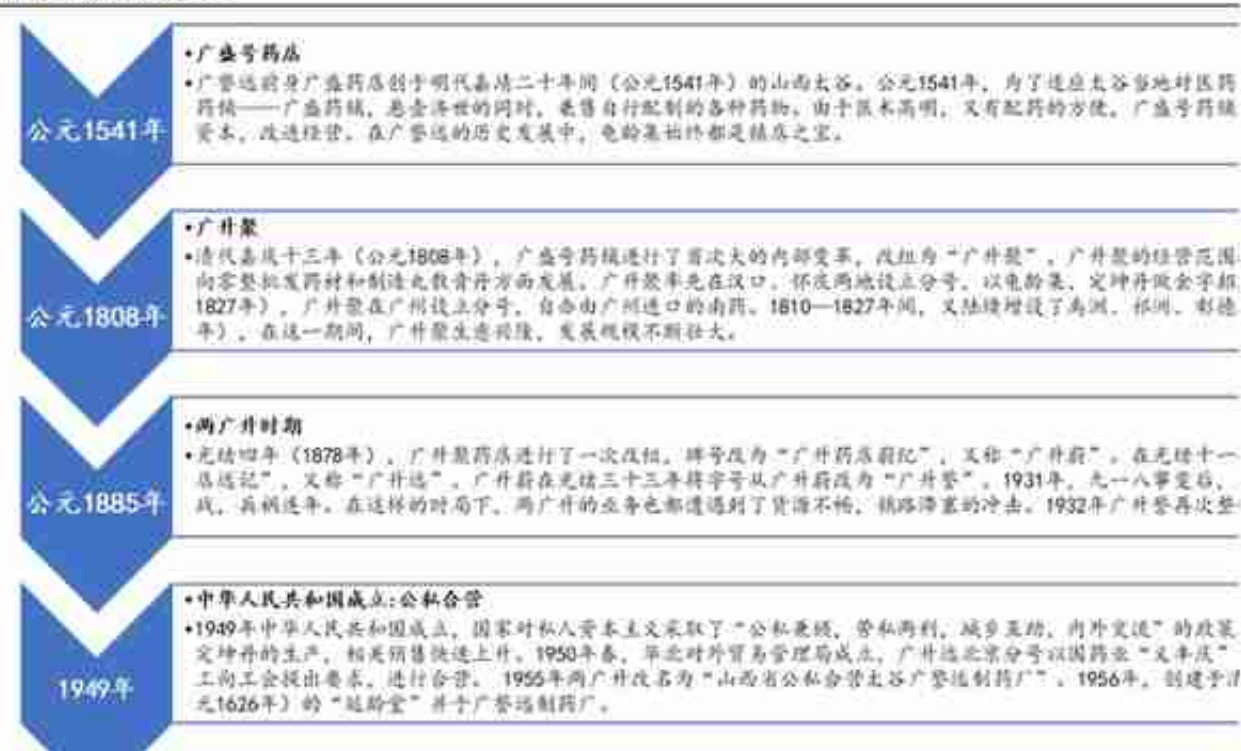 公元1541年
•广盛号药店
•广誉远前身广盛药店创于明代嘉靖二十年间（公元1541年）的山西太谷。公元1541年，为了适应太谷当地对医药
药铺——广盛药铺，悬壶济世的同时，兼售自行配制的各种药物。由于医术高明，又有配药的方便，广盛号药铺
资本，改进经营。在广誉远的历史发展中，龟龄集始终都是镇店之宝。
公元1808年
•广升聚
•清代嘉庆十三年（公元1808年），广盛号药铺进行了首次大的内部变革，改组为“广升聚”。广升聚的经营范围
向零整批发药材和制造丸散膏丹方面发展。广升聚率先在汉口、怀庆两地设立分号，以龟龄集、定坤丹做金字招
1827年），广升聚在广州设立分号，自办由广州进口的南药。1810—1827年间，又陆续增设了禹州、祁州、彰德
年），在这一期间，广升聚生意兴隆，发展规模不断壮大。
公元1885年
•两广升时期
•光绪四年（1878年），广升聚药店进行了一次改组，牌号改为“广升药店蔚记”，又称“广升蔚”。在光绪十一
店远记”，又称“广升远”。广升蔚在光绪三十三年将字号从广升蔚改为“广升誉”。1931年，九一八事变后，
战，兵祸连年。在这样的时局下，两广升的业务也都遭遇到了货源不畅，铁路滞塞的冲击。1932年广升誉再次整
1949年
•中华人民共和国成立:公私合营
•1949年中华人民共和国成立，国家对私人资本主义采取了“公私兼顾，劳私两利，城乡互助，内外交流”的政策
定坤丹的生产，相关销售快速上升。1950年春，华北对外贸易管理局成立，广升远北京分号以国药业“义丰庆”
工向工会提出要求，进行合营。 1955年两广升改名为“山西省公私合营太谷广誉远制药厂”。1956年，创建于
元1626年）的“延龄堂”并于广誉远制药厂。